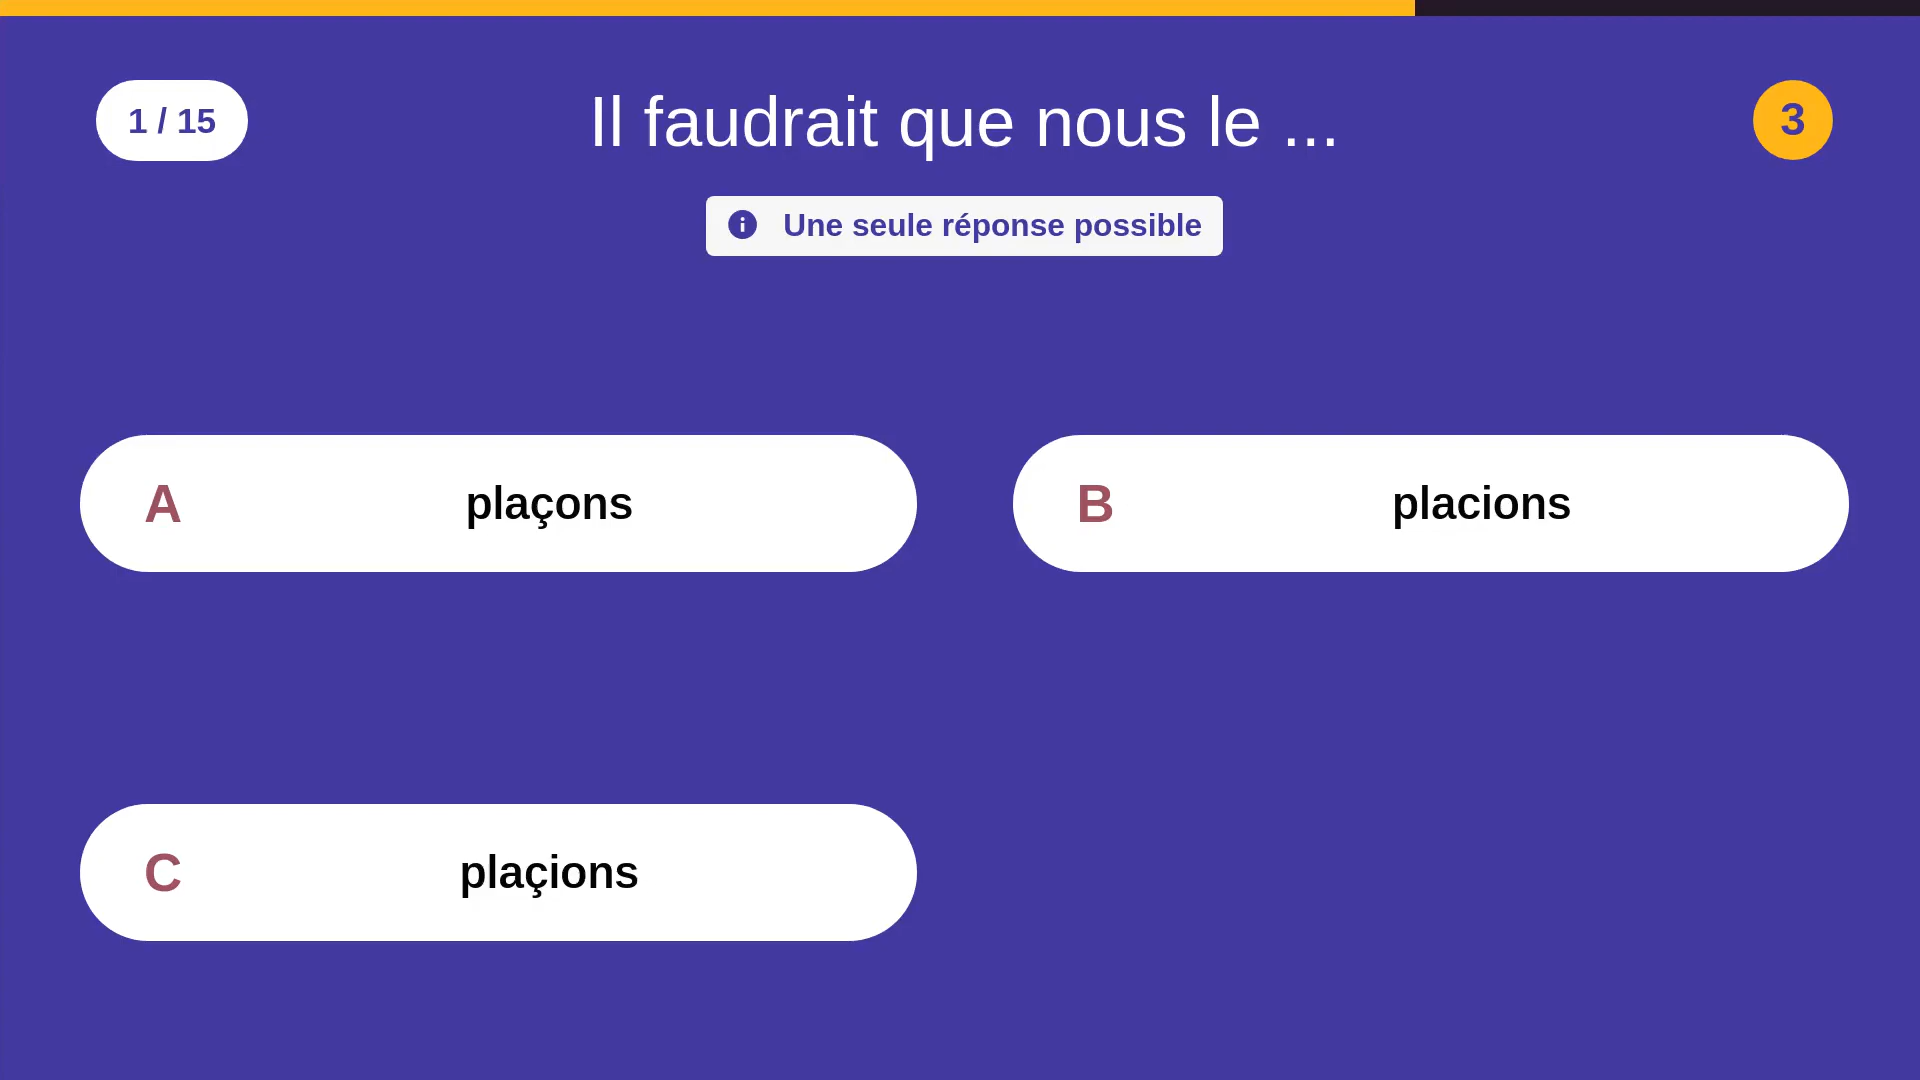 1 / 15
Il faudrait que nous le ...
3
Une seule réponse possible
A plaçons
B placions
C plaçions